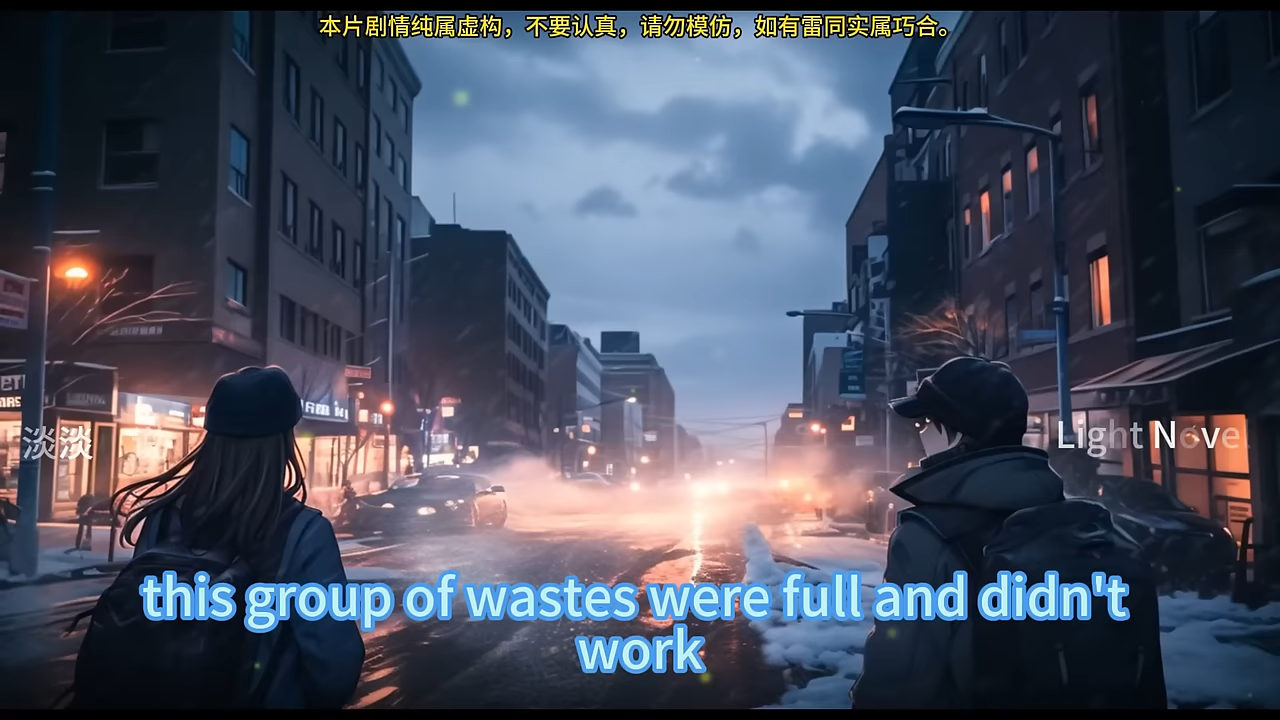 本片剧情纯属虚构，不要认真，请勿模仿，如有雷同实属巧合。
淡淡
Light Novel
this group of wastes were full and didn't
work